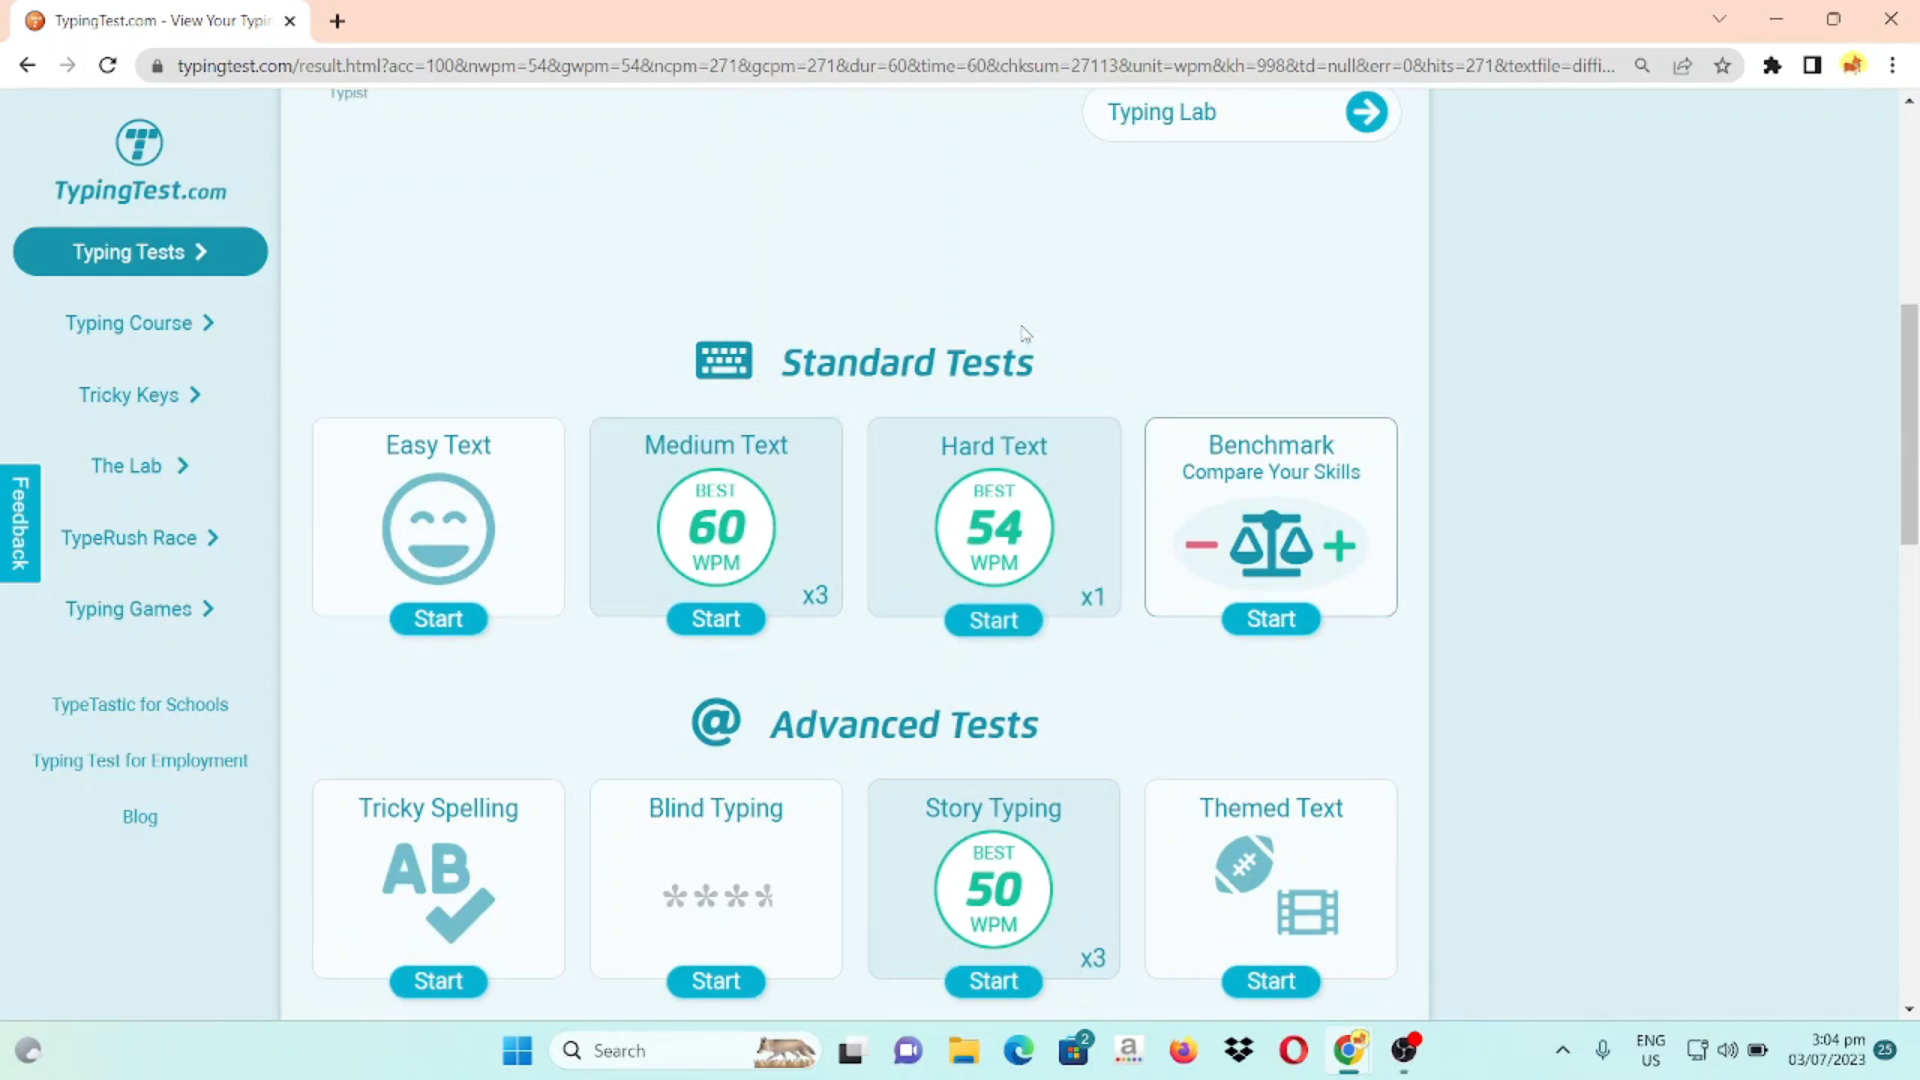 TypingTest.com - View Your Typin
typingtest.com/result.html?acc=100&nwpm=54&gwpm=54&ncpm=271&gcpm=271&dur=60&time=60&chksum=27113&unit=wpm&kh=998&td=null&err=0&hits=271&textfile=diffi...
Typist
Typing Lab
TypingTest.com
Typing Tests
Typing Course
Tricky Keys
The Lab
TypeRush Race
Typing Games
TypeTastic for Schools
Typing Test for Employment
Blog
Feedback
Standard Tests
Easy Text
Start
Medium Text
BEST
60
WPM
x3
Start
Hard Text
BEST
54
WPM
x1
Start
Benchmark
Compare Your Skills
Start
@ Advanced Tests
Tricky Spelling
AB
Start
Blind Typing
****
Start
Story Typing
BEST
50
WPM
x3
Start
Themed Text
Start
Search
2
a
ENG
US
3:04 pm
03/07/2023
25